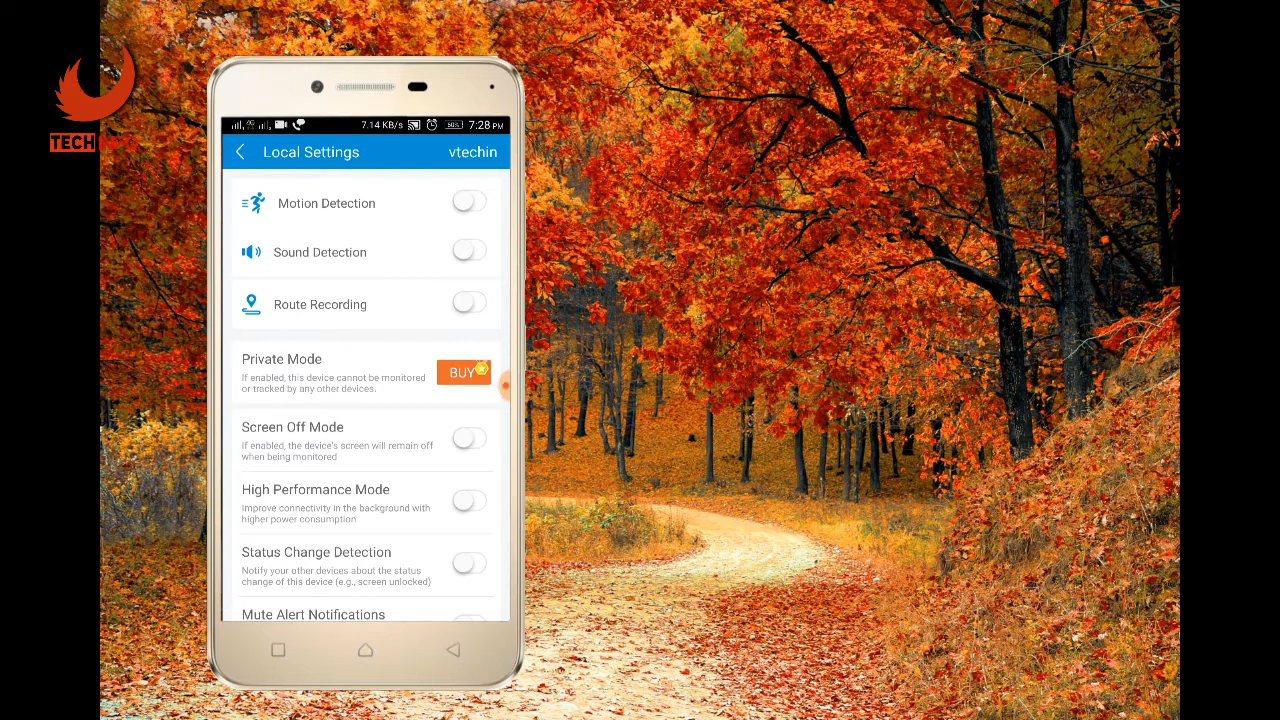 TECH
7.14 KB/s 60% 7:28 PM
Local Settings vtechin
Motion Detection
Sound Detection
Route Recording
Private Mode
If enabled, this device cannot be monitored
or tracked by any other devices.
BUY
Screen Off Mode
If enabled, the device's screen will remain off
when being monitored
High Performance Mode
Improve connectivity in the background with
higher power consumption
Status Change Detection
Notify your other devices about the status
change of this device (e.g., screen unlocked)
Mute Alert Notifications